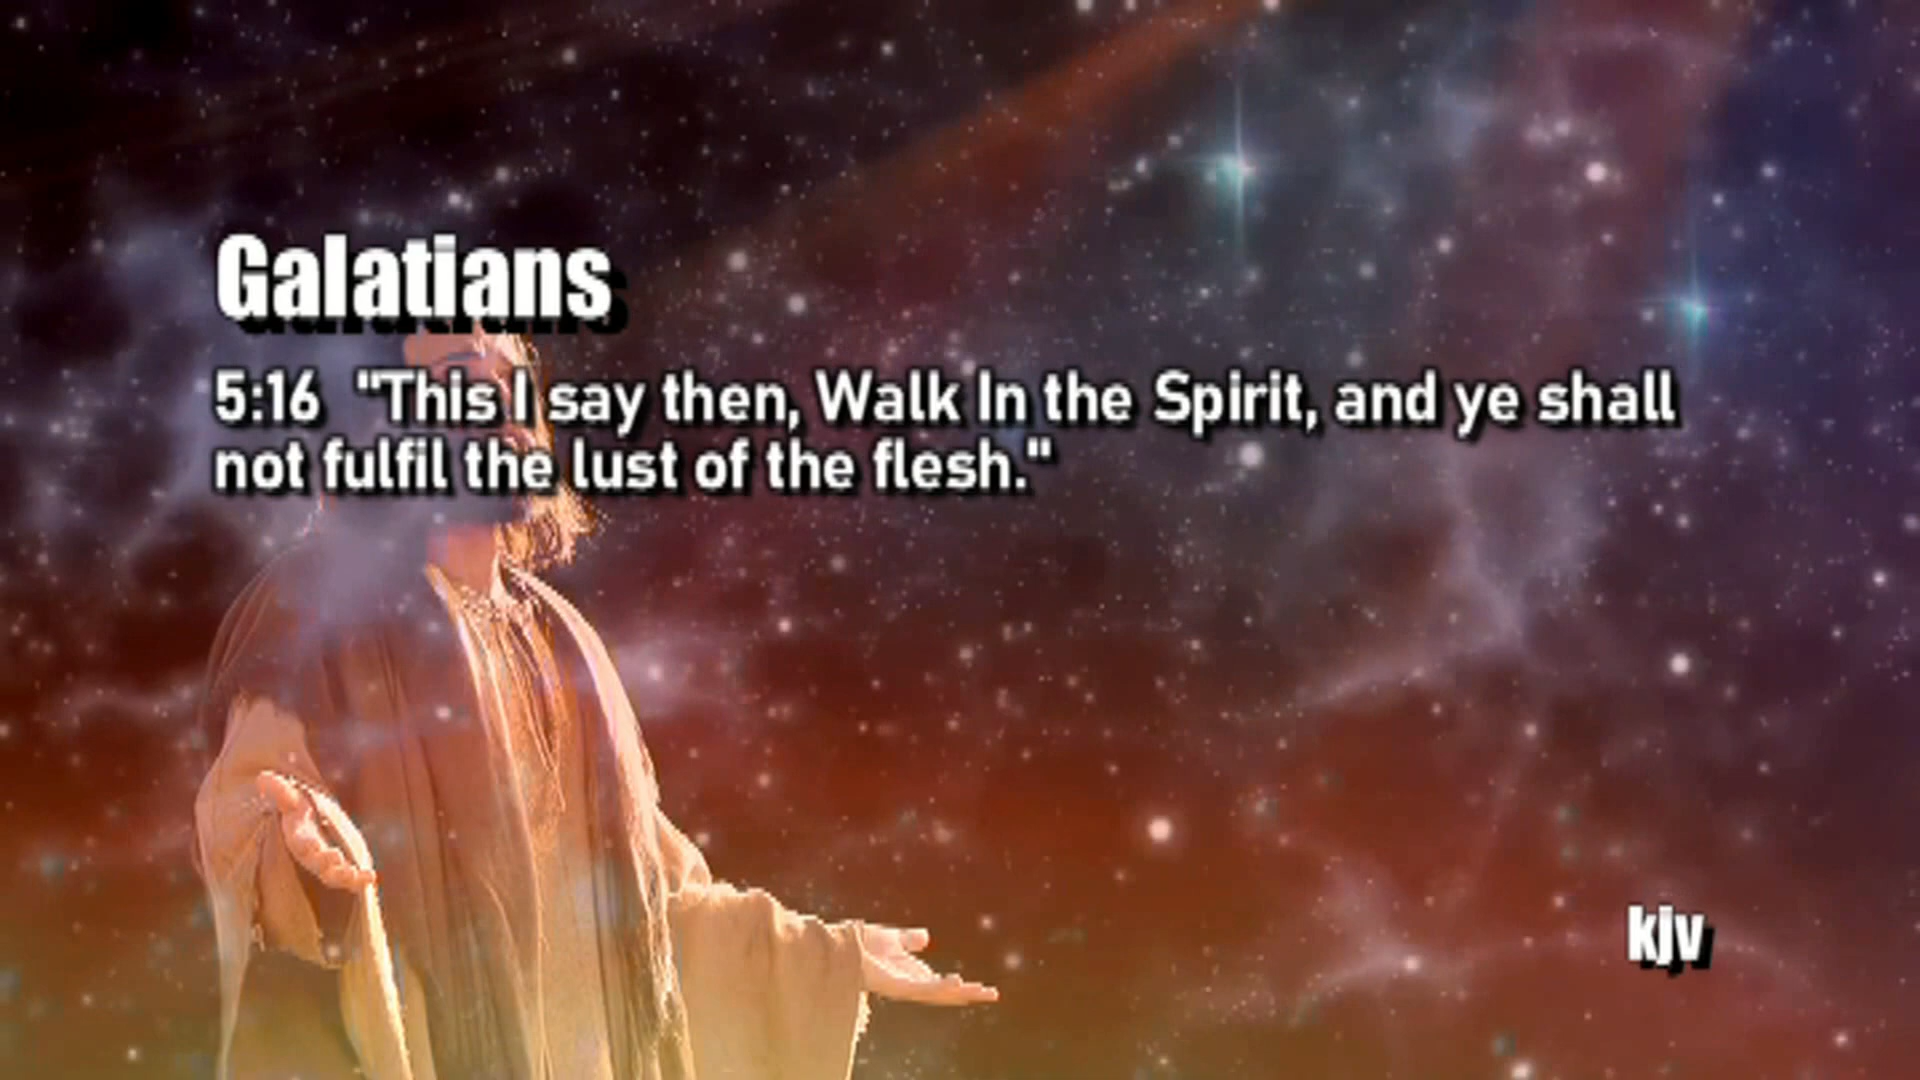 Galatians
5:16 "This I say then, Walk In the Spirit, and ye shall
not fulfil the lust of the flesh."
kjv